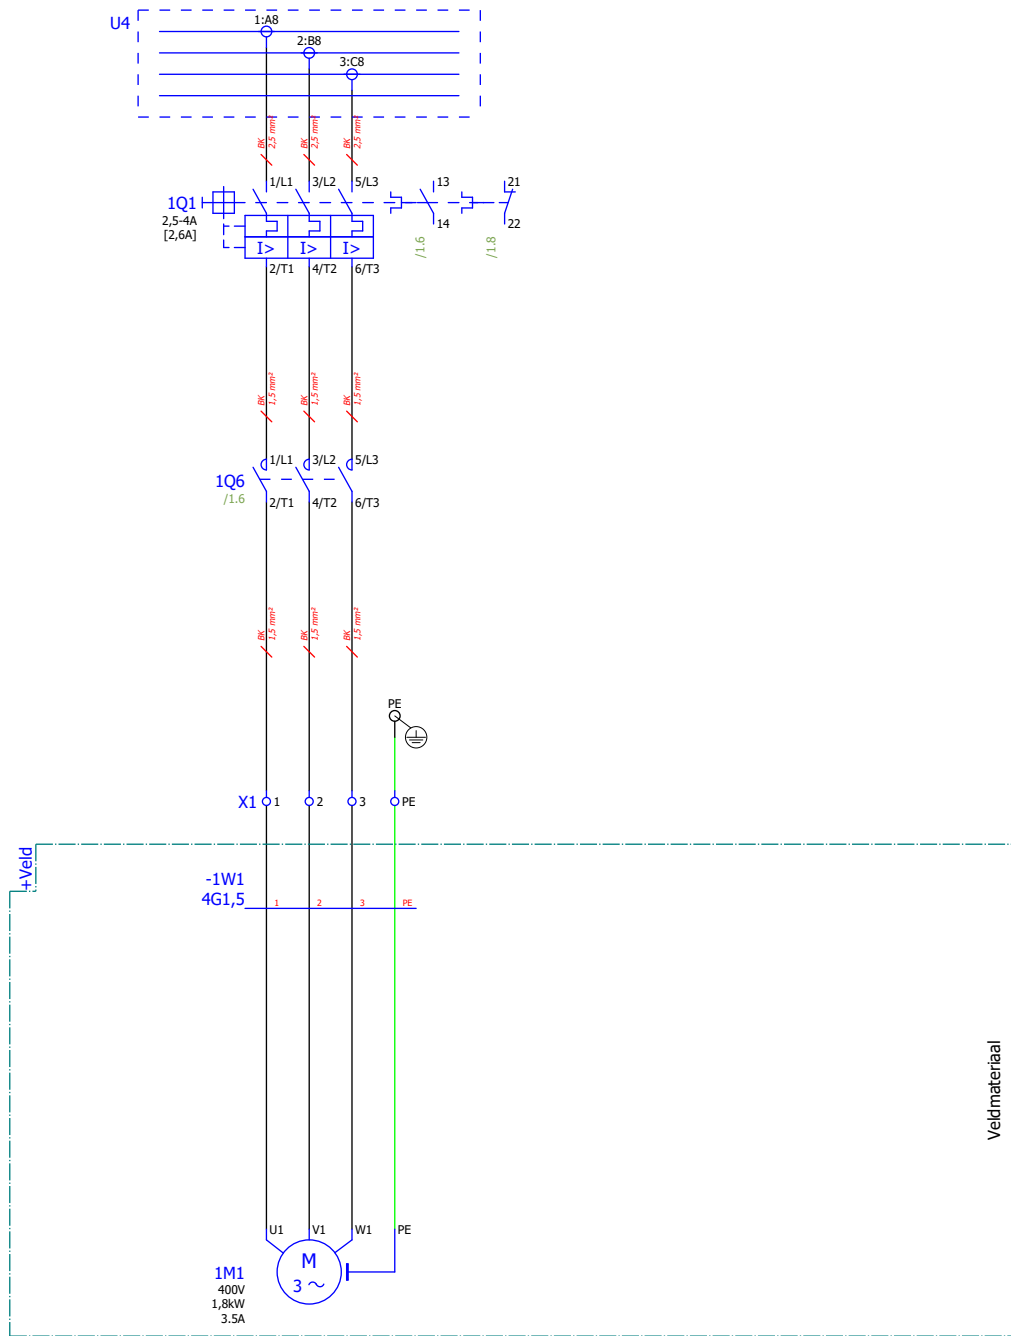 U4
1:A8
2:B8
3:C8
BK 2,5 mm² BK 2,5 mm² BK 2,5 mm²
1Q1
2,5-4A
[2,6A]
1/L1 3/L2 5/L3 13 21
14 22
/1.6 /1.8
I> I> I>
2/T1 4/T2 6/T3
BK 1,5 mm² BK 1,5 mm² BK 1,5 mm²
1Q6
/1.6
1/L1 3/L2 5/L3
2/T1 4/T2 6/T3
BK 1,5 mm² BK 1,5 mm² BK 1,5 mm²
PE
X1 1 2 3 PE
+Veld
-1W1
4G1,5
1 2 3 PE
Veldmateriaal
U1 V1 W1 PE
M
3 ~
1M1
400V
1,8kW
3.5A